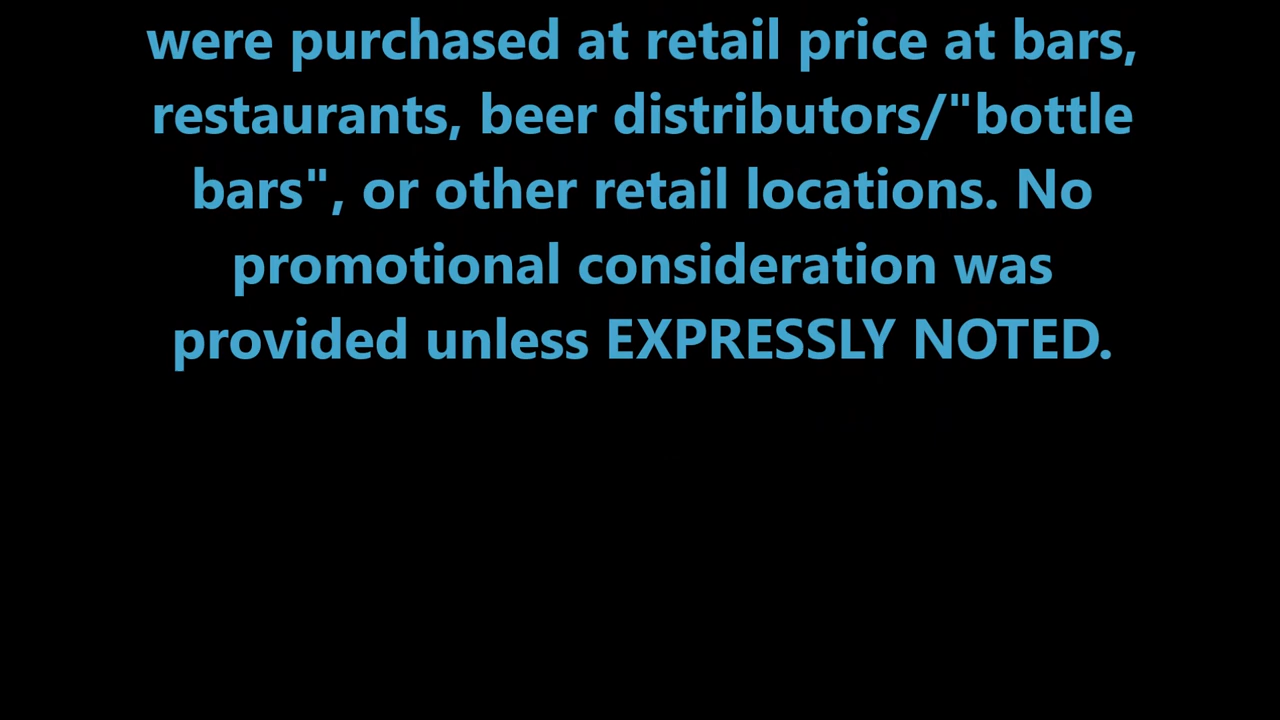 were purchased at retail price at bars,
restaurants, beer distributors/"bottle
bars", or other retail locations. No
promotional consideration was
provided unless EXPRESSLY NOTED.